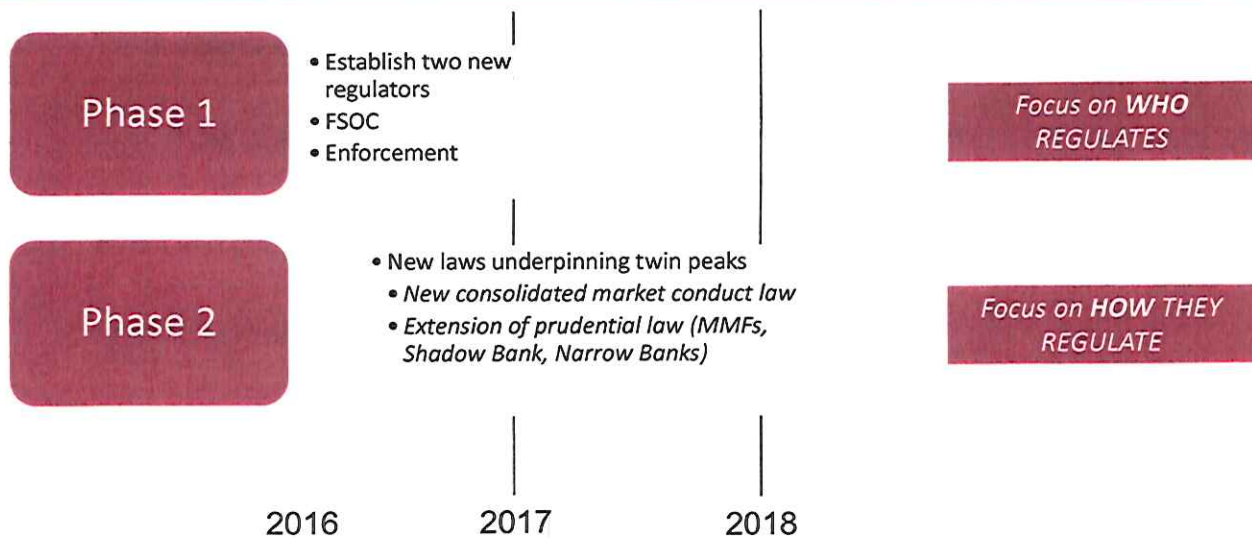 Phase 1
• Establish two new
regulators
• FSOC
• Enforcement
Focus on WHO
REGULATES
Phase 2
• New laws underpinning twin peaks
• New consolidated market conduct law
• Extension of prudential law (MMFs,
Shadow Bank, Narrow Banks)
Focus on HOW THEY
REGULATE
2016
2017
2018